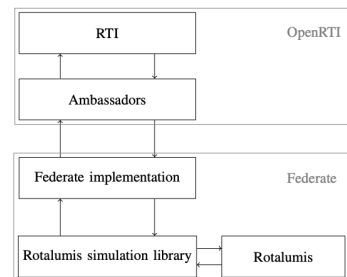 RTI
OpenRTI
Ambassadors
Federate implementation
Federate
Rotalumis simulation library
Rotalumis